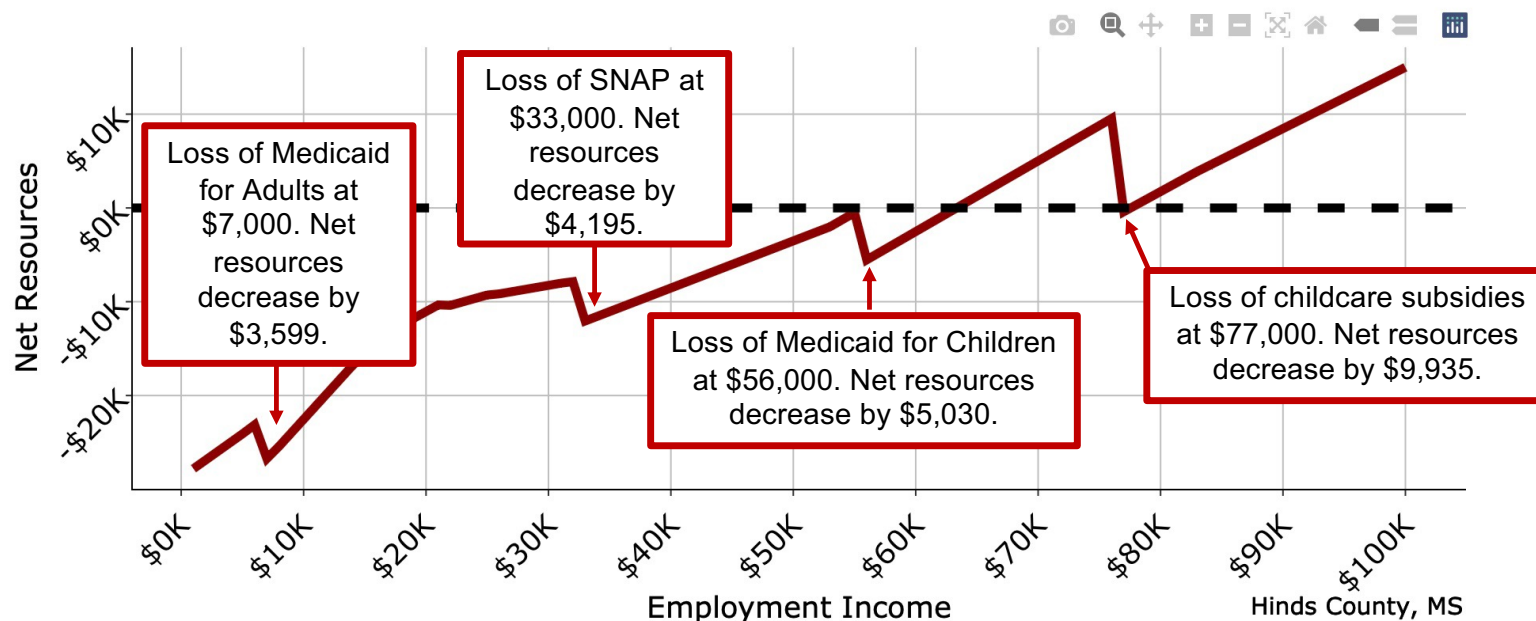 Net Resources
$10K
$0K
-$10K
-$20K
Loss of Medicaid
for Adults at
$7,000. Net
resources
decrease by
$3,599.
Loss of SNAP at
$33,000. Net
resources
decrease by
$4,195.
Loss of Medicaid for Children
at $56,000. Net resources
decrease by $5,030.
Loss of childcare subsidies
at $77,000. Net resources
decrease by $9,935.
$0K
$10K
$20K
$30K
$40K
$50K
$60K
$70K
$80K
$90K
$100K
Employment Income
Hinds County, MS